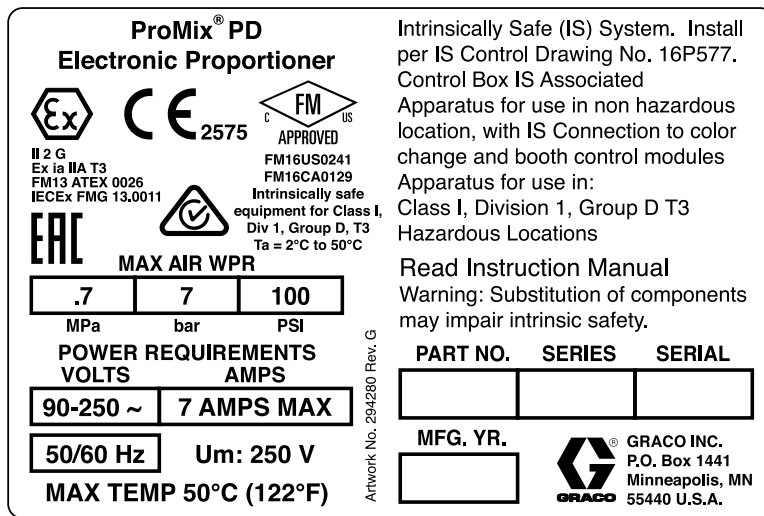 ProMix® PD
Electronic Proportioner
Ex
CE 2575
FM
C US
APPROVED
II 2 G
Ex ia IIA T3
FM13 ATEX 0026
IECEx FMG 13.0011
FM16US0241
FM16CA0129
Intrinsically safe
equipment for Class I,
Div 1, Group D, T3
Ta = 2°C to 50°C
EAC
MAX AIR WPR
.7 7 100
MPa bar PSI
POWER REQUIREMENTS
VOLTS AMPS
90-250 ~ 7 AMPS MAX
50/60 Hz Um: 250 V
MAX TEMP 50°C (122°F)
Artwork No. 294280 Rev. G
Intrinsically Safe (IS) System. Install
per IS Control Drawing No. 16P577.
Control Box IS Associated
Apparatus for use in non hazardous
location, with IS Connection to color
change and booth control modules
Apparatus for use in:
Class I, Division 1, Group D T3
Hazardous Locations
Read Instruction Manual
Warning: Substitution of components
may impair intrinsic safety.
PART NO. SERIES SERIAL
MFG. YR.
GRACO
®
GRACO INC.
P.O. Box 1441
Minneapolis, MN
55440 U.S.A.